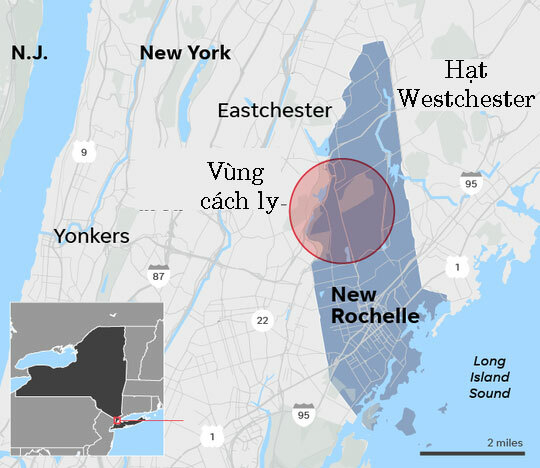 N.J.
New York
Hạt
Westchester
Eastchester
9
Vùng
cách ly
95
Yonkers
87
1
New
Rochelle
22
Long
Island
Sound
95
1
2 miles